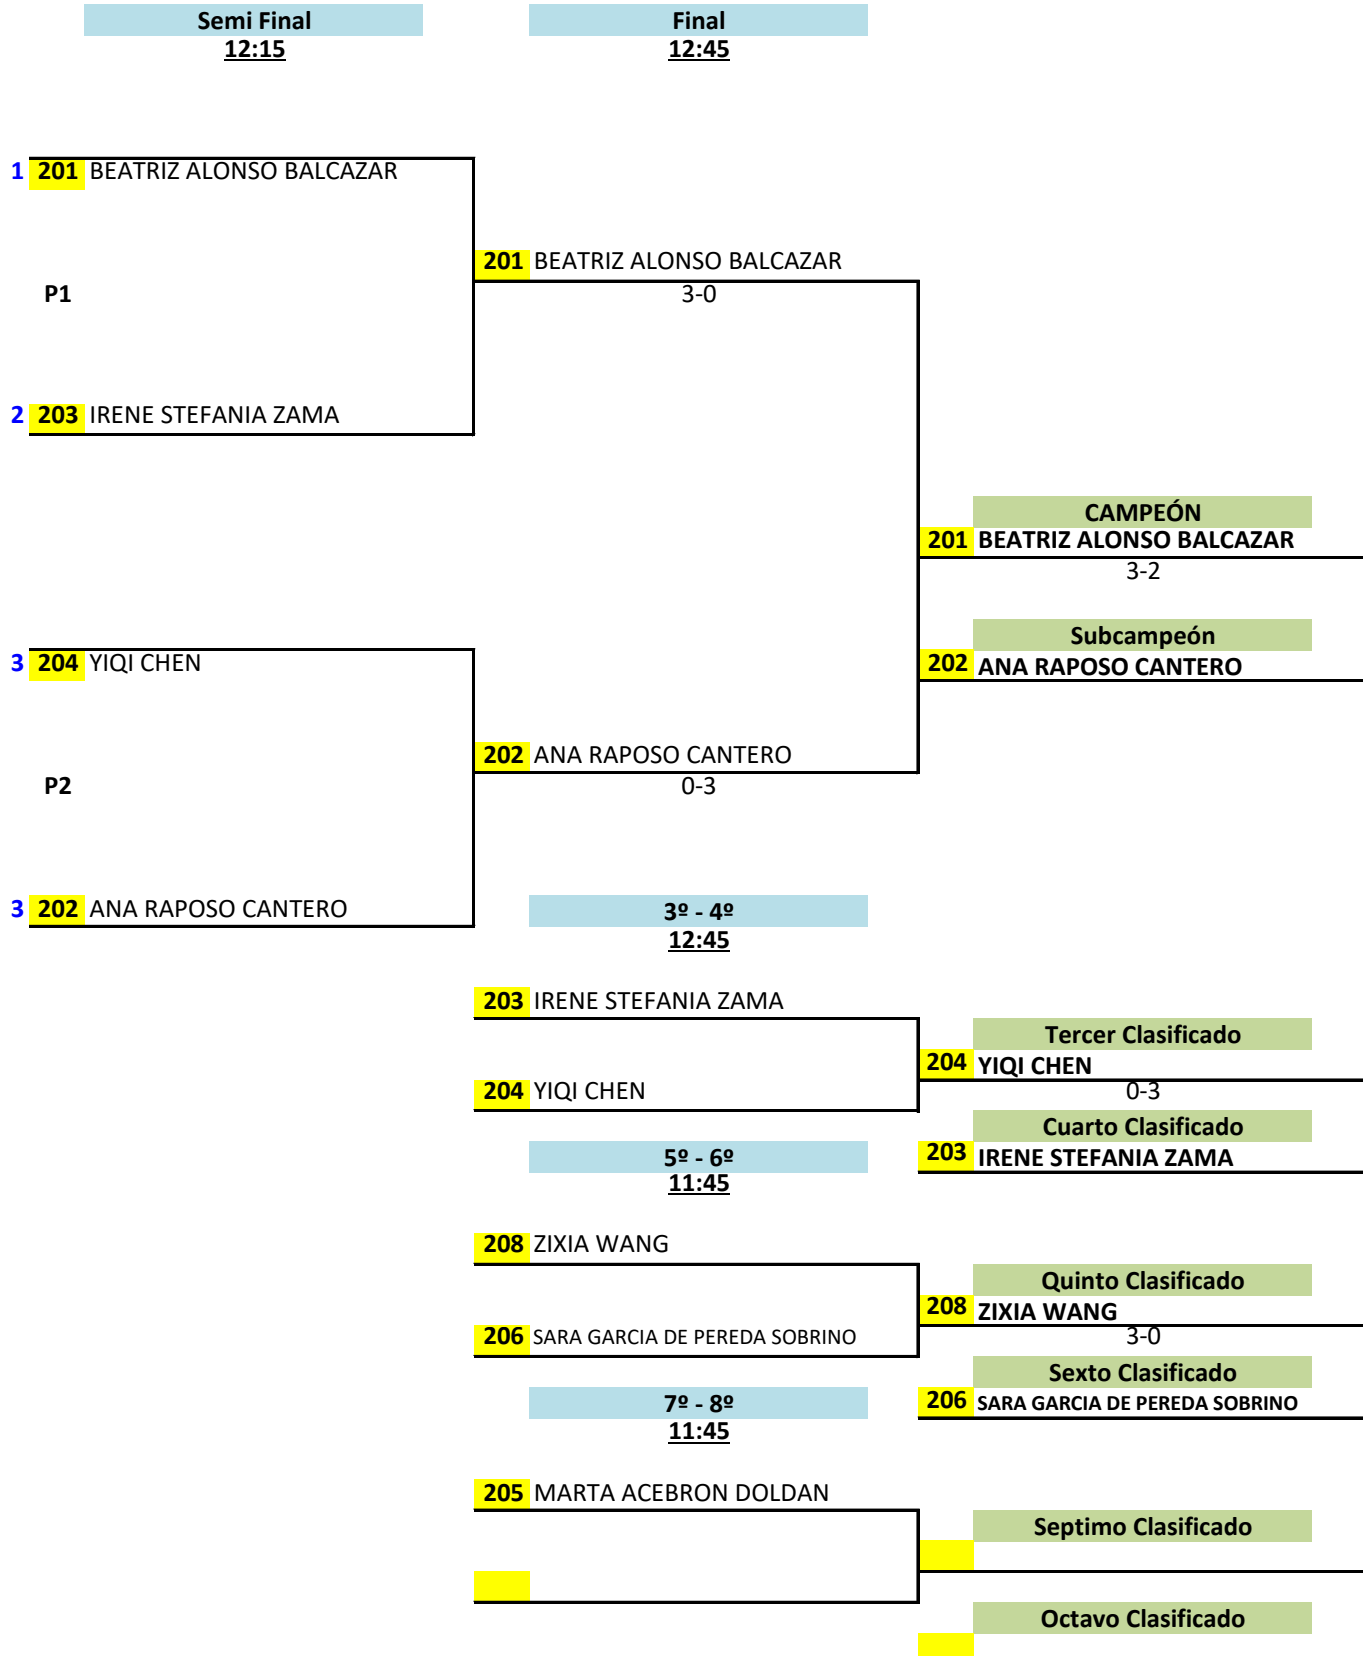 Semi Final Final
12:15 12:45
1 201 BEATRIZ ALONSO BALCAZAR
201 BEATRIZ ALONSO BALCAZAR
P1 3-0
2 203 IRENE STEFANIA ZAMA
CAMPEÓN
201 BEATRIZ ALONSO BALCAZAR
3-2
Subcampeón
3 204 YIQI CHEN 202 ANA RAPOSO CANTERO
202 ANA RAPOSO CANTERO
P2 0-3
3 202 ANA RAPOSO CANTERO 3º - 4º
12:45
203 IRENE STEFANIA ZAMA
Tercer Clasificado
204 YIQI CHEN
204 YIQI CHEN 0-3
Cuarto Clasificado
5º - 6º 203 IRENE STEFANIA ZAMA
11:45
208 ZIXIA WANG
Quinto Clasificado
208 ZIXIA WANG
206 SARA GARCIA DE PEREDA SOBRINO 3-0
Sexto Clasificado
7º - 8º 206 SARA GARCIA DE PEREDA SOBRINO
11:45
205 MARTA ACEBRON DOLDAN
Septimo Clasificado
Octavo Clasificado